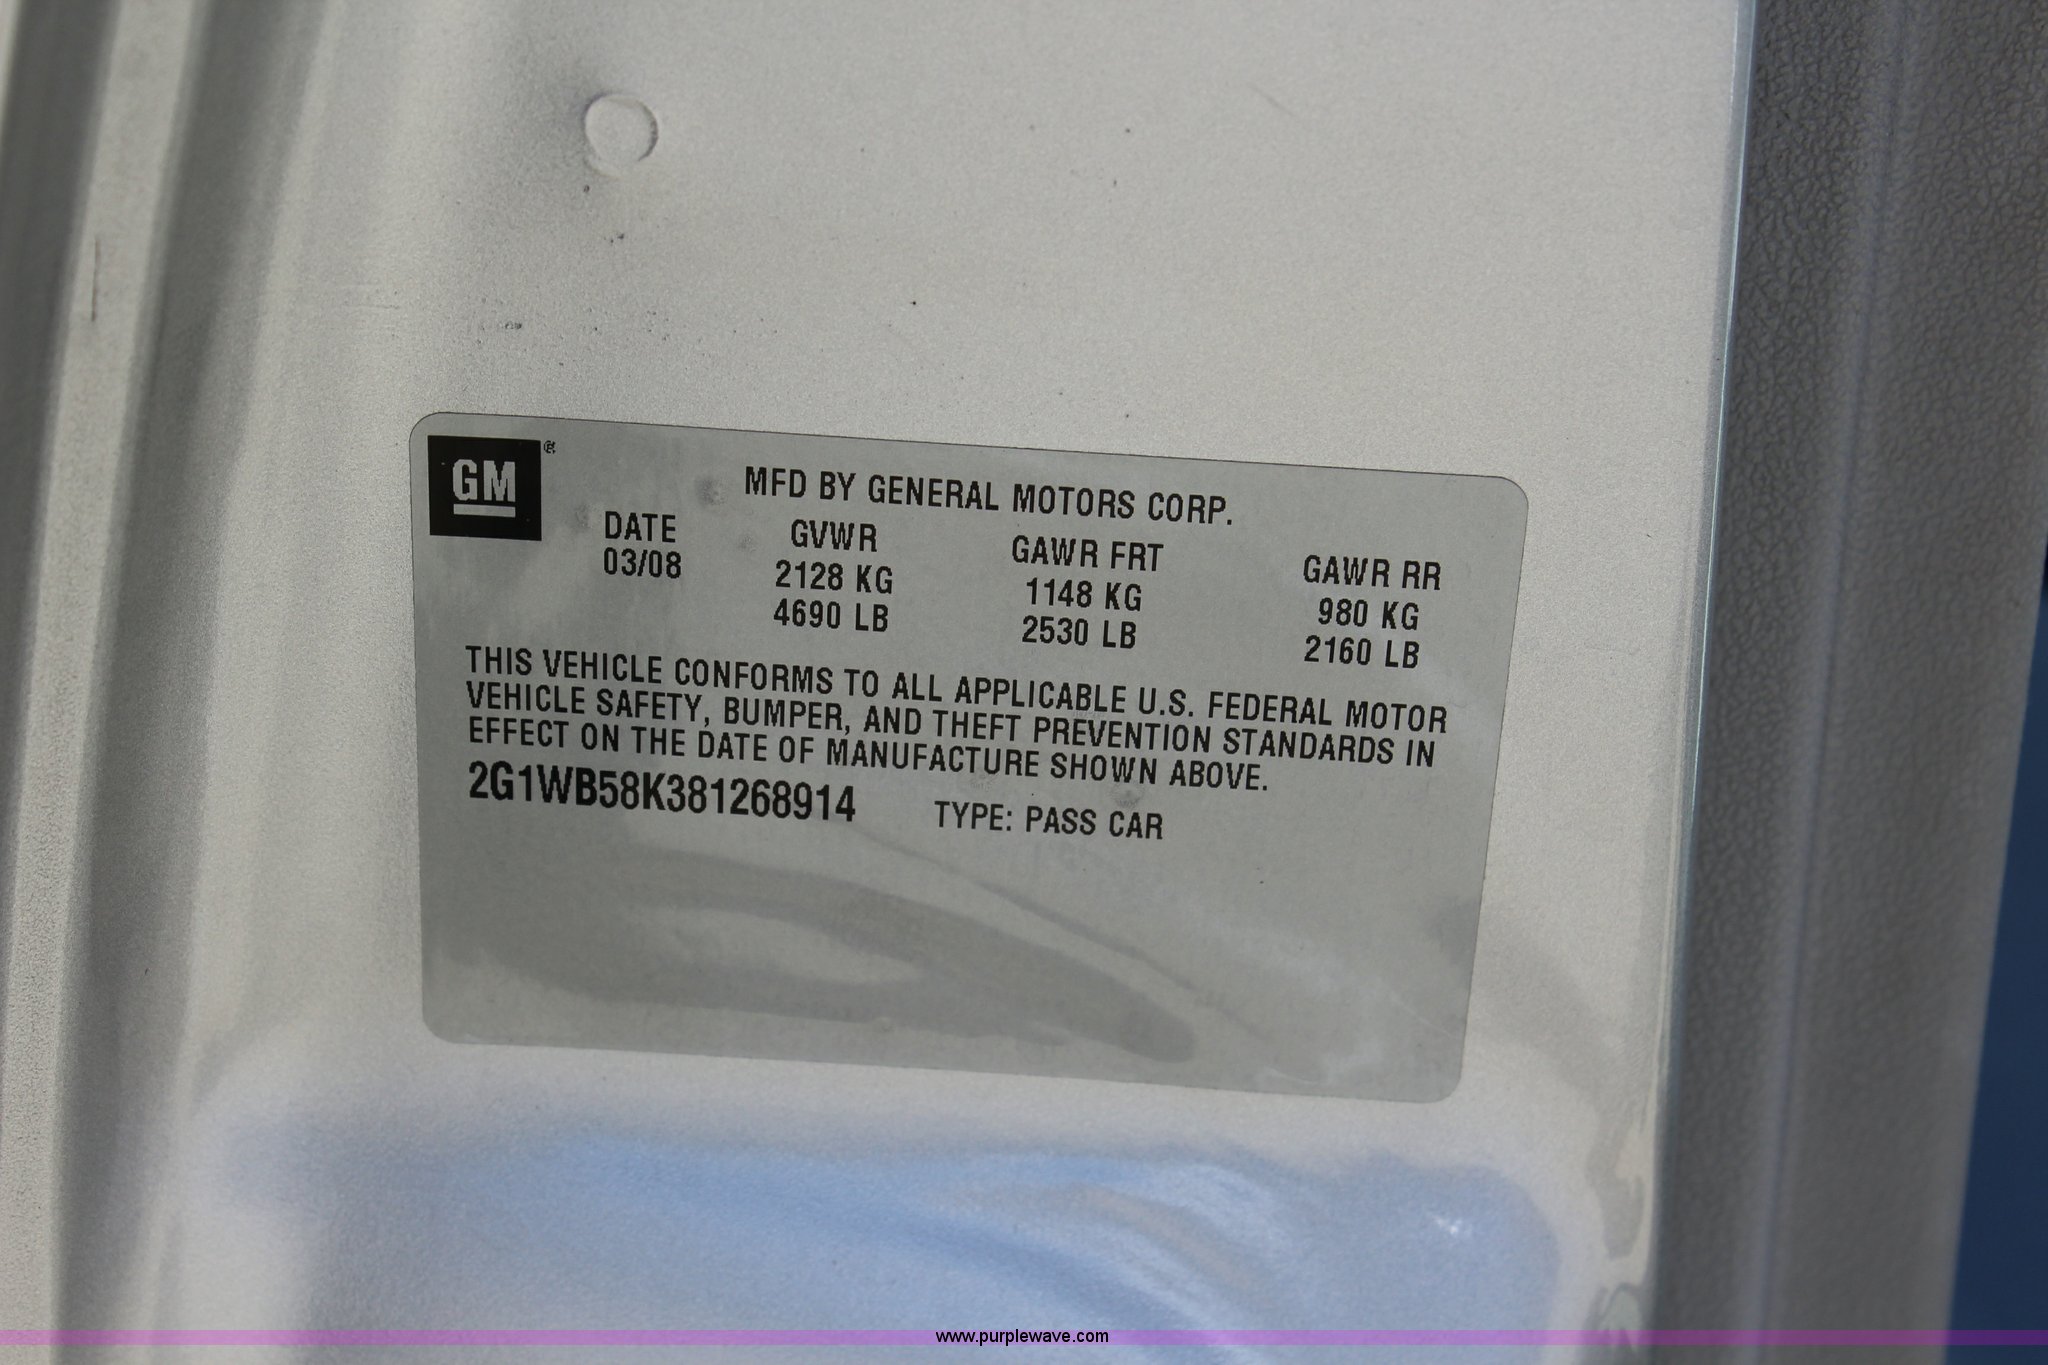 GM®
MFD BY GENERAL MOTORS CORP.
DATE GVWR GAWR FRT GAWR RR
03/08 2128 KG 1148 KG 980 KG
4690 LB 2530 LB 2160 LB
THIS VEHICLE CONFORMS TO ALL APPLICABLE U.S. FEDERAL MOTOR
VEHICLE SAFETY, BUMPER, AND THEFT PREVENTION STANDARDS IN
EFFECT ON THE DATE OF MANUFACTURE SHOWN ABOVE.
2G1WB58K381268914 TYPE: PASS CAR
www.purplewave.com